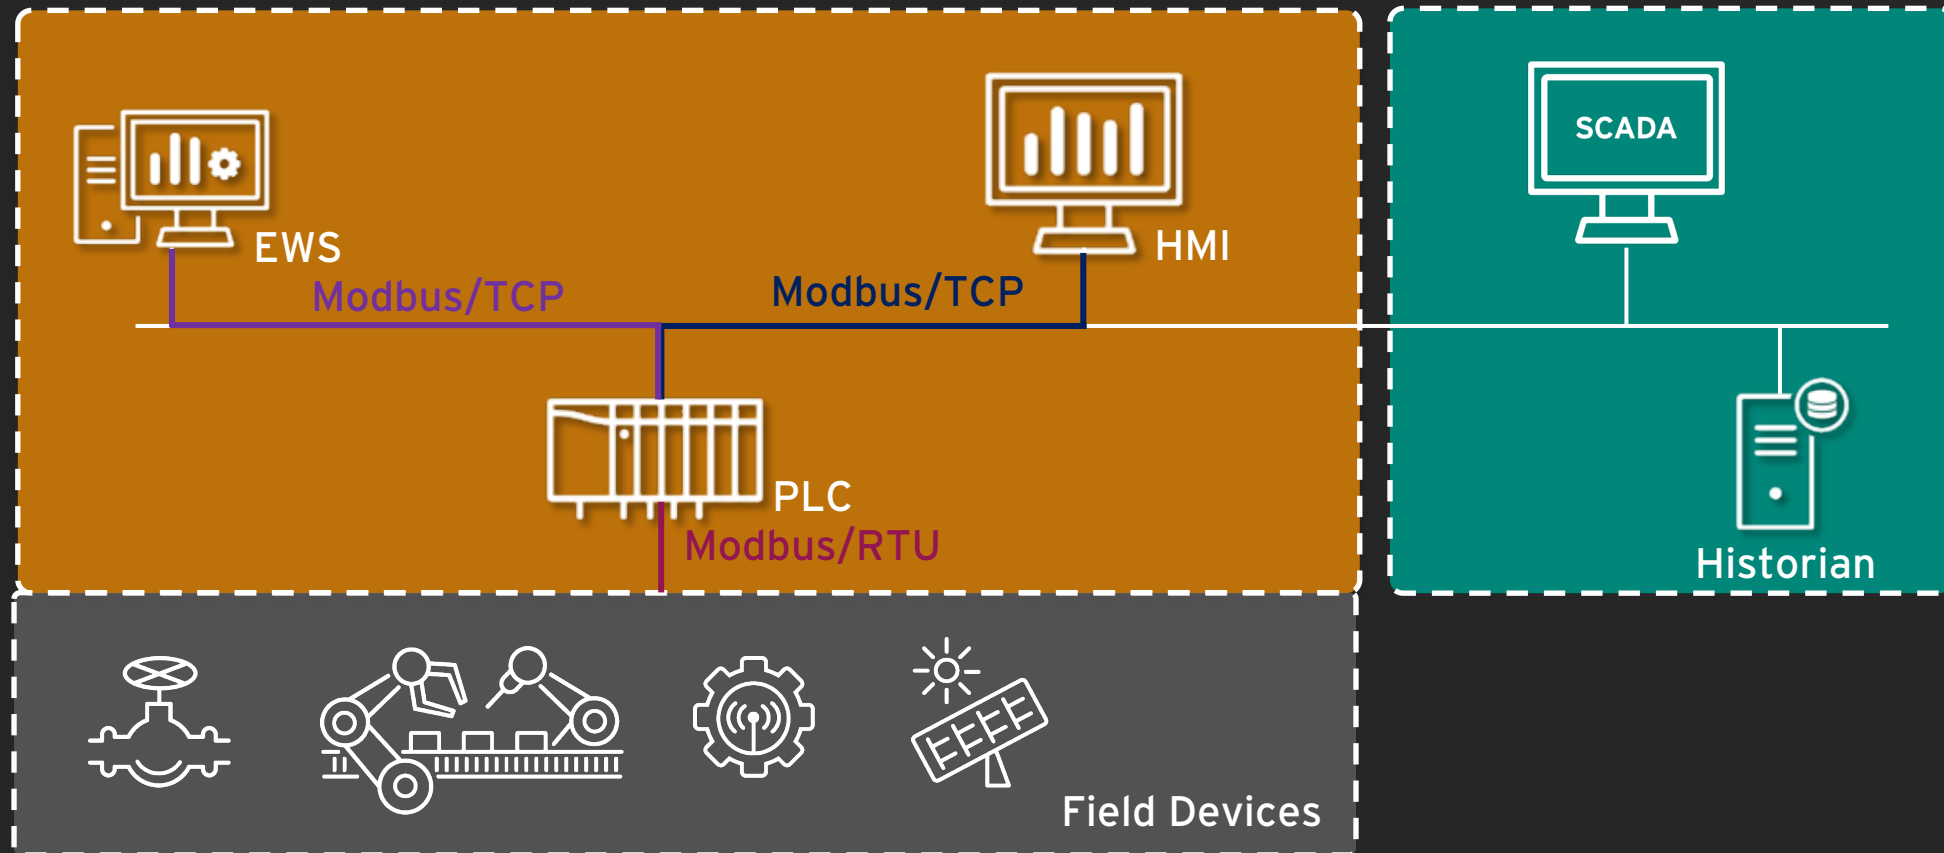 SCADA
EWS
HMI
Modbus/TCP
Modbus/TCP
PLC
Modbus/RTU
Historian
Field Devices